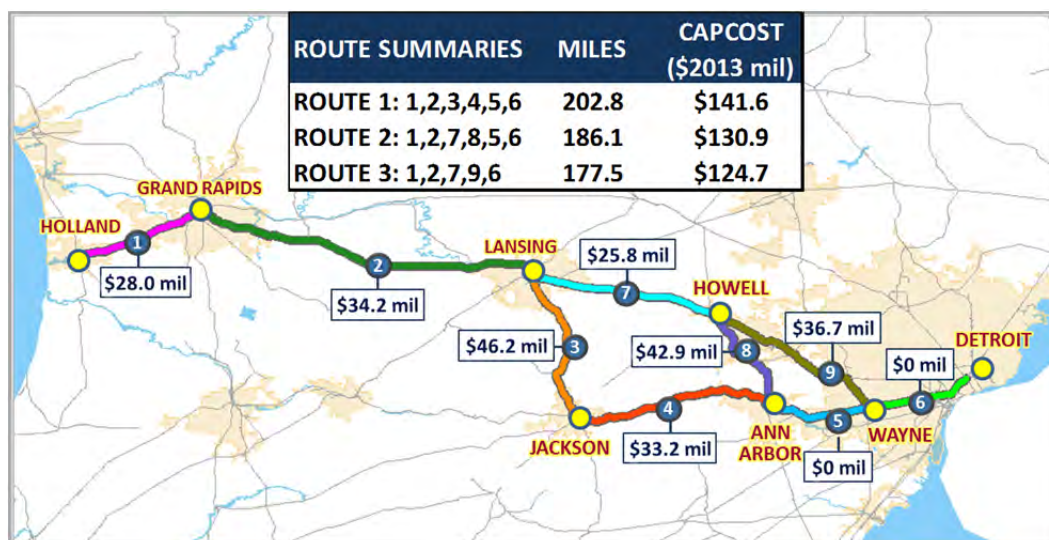 ROUTE SUMMARIES MILES CAPCOST ($2013 mil)
ROUTE 1: 1,2,3,4,5,6 202.8 $141.6
ROUTE 2: 1,2,7,8,5,6 186.1 $130.9
ROUTE 3: 1,2,7,9,6 177.5 $124.7
GRAND RAPIDS
HOLLAND
1
$28.0 mil
2
$34.2 mil
LANSING
$25.8 mil
7
HOWELL
$46.2 mil
3
$42.9 mil
8
$36.7 mil
9
DETROIT
$0 mil
6
JACKSON
4
$33.2 mil
ANN
ARBOR
5
$0 mil
WAYNE